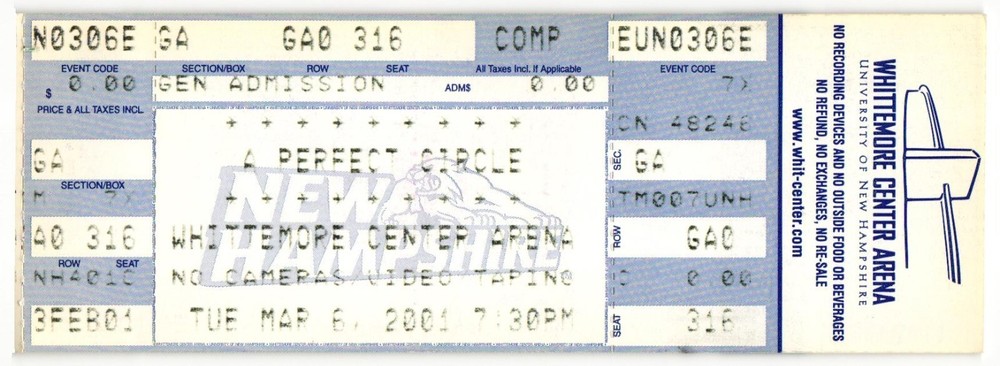 N0306E GA GA0 316 COMP EUN0306E
EVENT CODE SECTION/BOX ROW SEAT All Taxes Incl. If Applicable EVENT CODE
$ 0.00 GEN ADMISSION ADM$ 0.00
PRICE & ALL TAXES INCL
CN 48246
GA A PERFECT CIRCLE SEC. GA
SECTION/BOX
NEW HAMPSHIRE
TM007UNH
A0 316 WHITTEMORE CENTER ARENA ROW GA0
ROW SEAT
NO CAMERAS VIDEO TAPING 0.00
3FEB01 TUE MAR 6, 2001 7:30PM SEAT 316
NO RECORDING DEVICES AND NO OUTSIDE FOOD OR BEVERAGES
NO REFUND, NO EXCHANGES, NO RE-SALE
www.whit-center.com
WHITTEMORE CENTER ARENA
UNIVERSITY OF NEW HAMPSHIRE